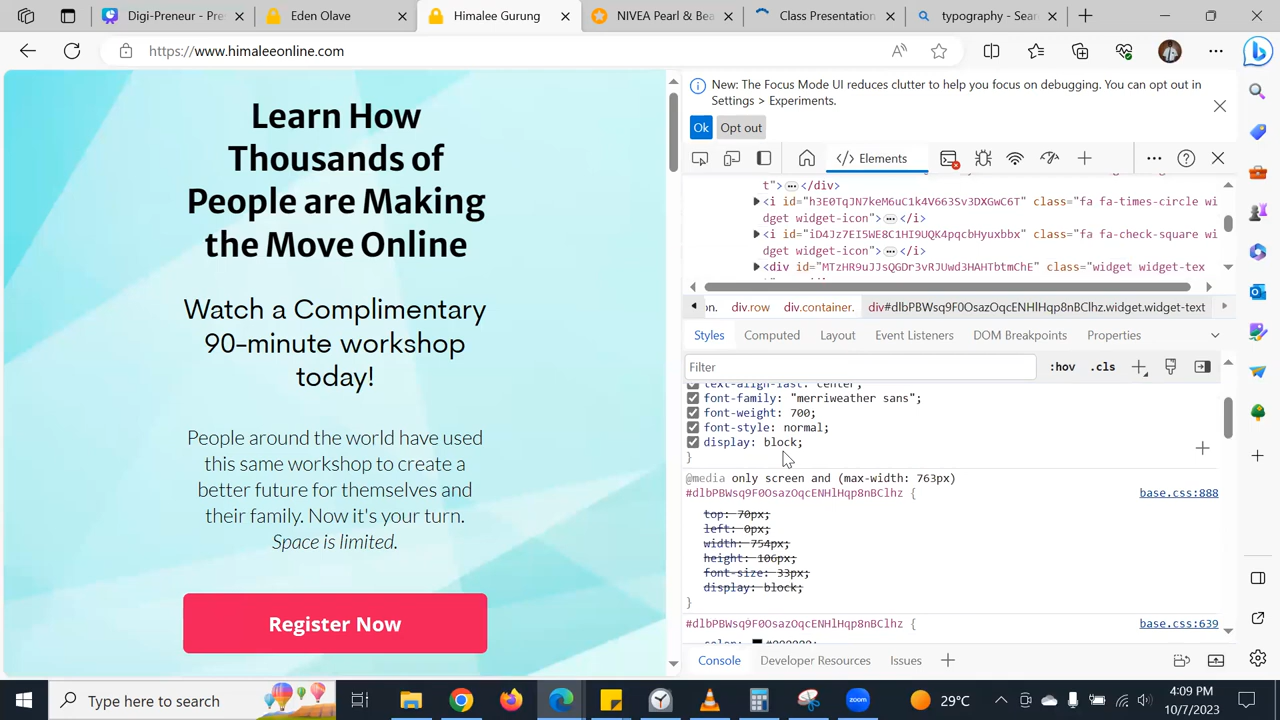 Digi-Preneur - Pre
Eden Olave
Himalee Gurung
NIVEA Pearl & Bea
Class Presentation
typography - Sear
https://www.himaleeonline.com
Learn How
Thousands of
People are Making
the Move Online
Watch a Complimentary
90-minute workshop
today!
People around the world have used
this same workshop to create a
better future for themselves and
their family. Now it's your turn.
Space is limited.
Register Now
New: The Focus Mode UI reduces clutter to help you focus on debugging. You can opt out in
Settings > Experiments.
Ok Opt out
</> Elements
t"> ... </div>
<i id="h3E0TqJN7keM6uC1k4V663Sv3DXGwC6T" class="fa fa-times-circle wi
dget widget-icon"> ... </i>
<i id="iD4Jz7EI5WE8C1HI9UQK4pqcbHyuxbbx" class="fa fa-check-square wi
dget widget-icon"> ... </i>
<div id="MTzHR9uJJsQGDr3vRJUwd3HAHTbtmChE" class="widget widget-tex
on. div.row div.container. div#dlbPBWsq9F0OsazOqcENHlHqp8nBClhz.widget.widget-text
Styles Computed Layout Event Listeners DOM Breakpoints Properties
Filter :hov .cls
text-align-last: center;
font-family: "merriweather sans";
font-weight: 700;
font-style: normal;
display: block;
}
@media only screen and (max-width: 763px)
#dlbPBWsq9F0OsazOqcENHlHqp8nBClhz { base.css:888
top: 70px;
left: 0px;
width: 754px;
height: 106px;
font-size: 33px;
display: block;
}
#dlbPBWsq9F0OsazOqcENHlHqp8nBClhz { base.css:639
Console Developer Resources Issues
Type here to search
zoom
29°C
4:09 PM
10/7/2023